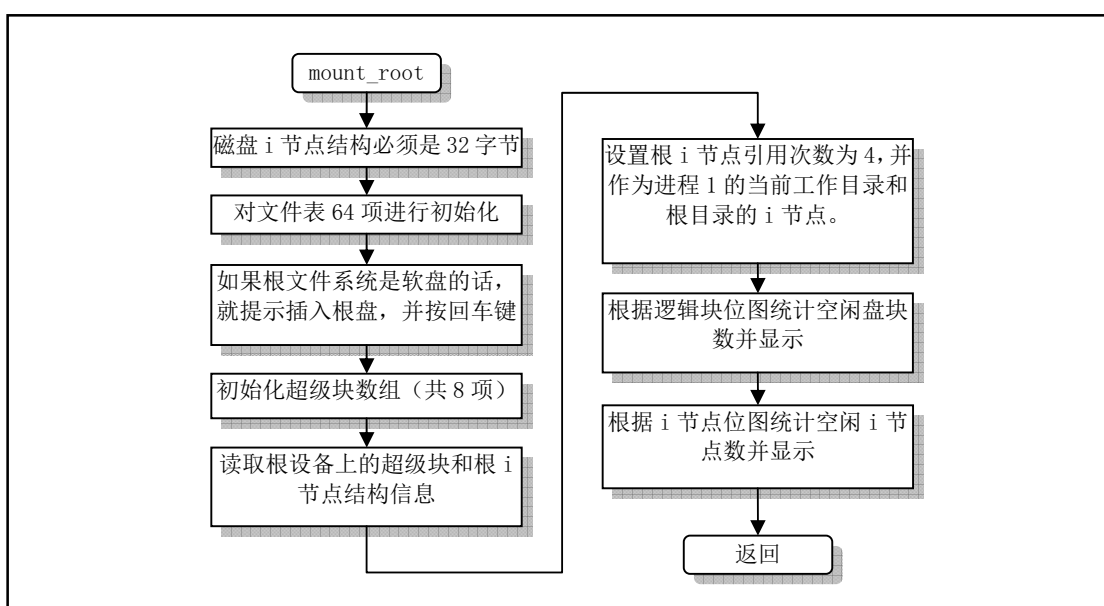 mount_root
磁盘 i 节点结构必须是 32 字节
对文件表 64 项进行初始化
如果根文件系统是软盘的话，
就提示插入根盘，并按回车键
初始化超级块数组（共 8 项）
读取根设备上的超级块和根 i
节点结构信息
设置根 i 节点引用次数为 4，并
作为进程 1 的当前工作目录和
根目录的 i 节点。
根据逻辑块位图统计空闲盘块
数并显示
根据 i 节点位图统计空闲 i 节
点数并显示
返回